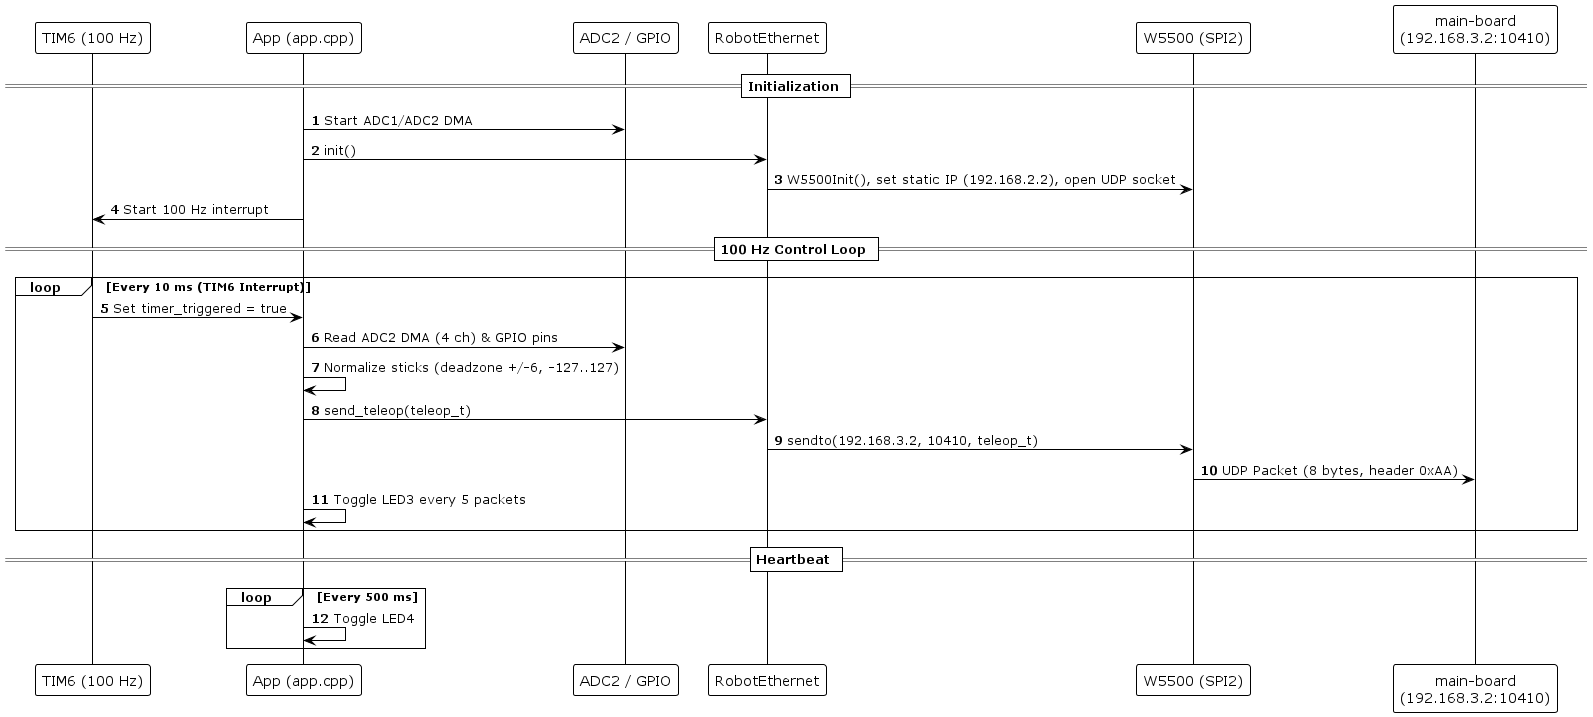 main-board
TIM6 (100 Hz)
App (app.cpp)
ADC2 / GPIO
RobotEthernet
W5500 (SPI2)
(192.168.3.2:10410)
Initialization
1 Start ADC1/ADC2 DMA
2 init()
3 W5500Init(), set static IP (192.168.2.2), open UDP socket
4 Start 100 Hz interrupt
100 Hz Control Loop
loop [Every 10 ms (TIM6 Interrupt)]
5 Set timer_triggered = true
6 Read ADC2 DMA (4 ch) & GPIO pins
7 Normalize sticks (deadzone +/-6, -127..127)
8 send_teleop(teleop_t)
9 sendto(192.168.3.2, 10410, teleop_t)
10 UDP Packet (8 bytes, header 0xAA)
11 Toggle LED3 every 5 packets
Heartbeat
loop [Every 500 ms]
12 Toggle LED4
TIM6 (100 Hz)
App (app.cpp)
ADC2 / GPIO
RobotEthernet
W5500 (SPI2)
main-board
(192.168.3.2:10410)